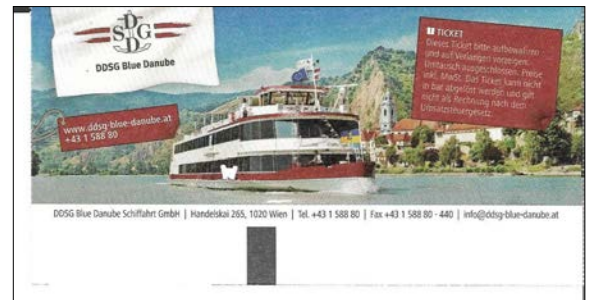 D
S G
D
DDSG Blue Danube
www.ddsg-blue-danube.at
+43 1 588 80
TICKET
Dieses Ticket bitte aufbewahren
und auf Verlangen vorzeigen.
Umtausch ausgeschlossen. Preise
inkl. MwSt. Das Ticket kann nicht
in bar abgelöst werden und gilt
nicht als Rechnung nach dem
Umsatzsteuergesetz.
DDSG Blue Danube Schiffahrt GmbH | Handelskai 265, 1020 Wien | Tel. +43 1 588 80 | Fax +43 1 588 80 - 440 | info@ddsg-blue-danube.at